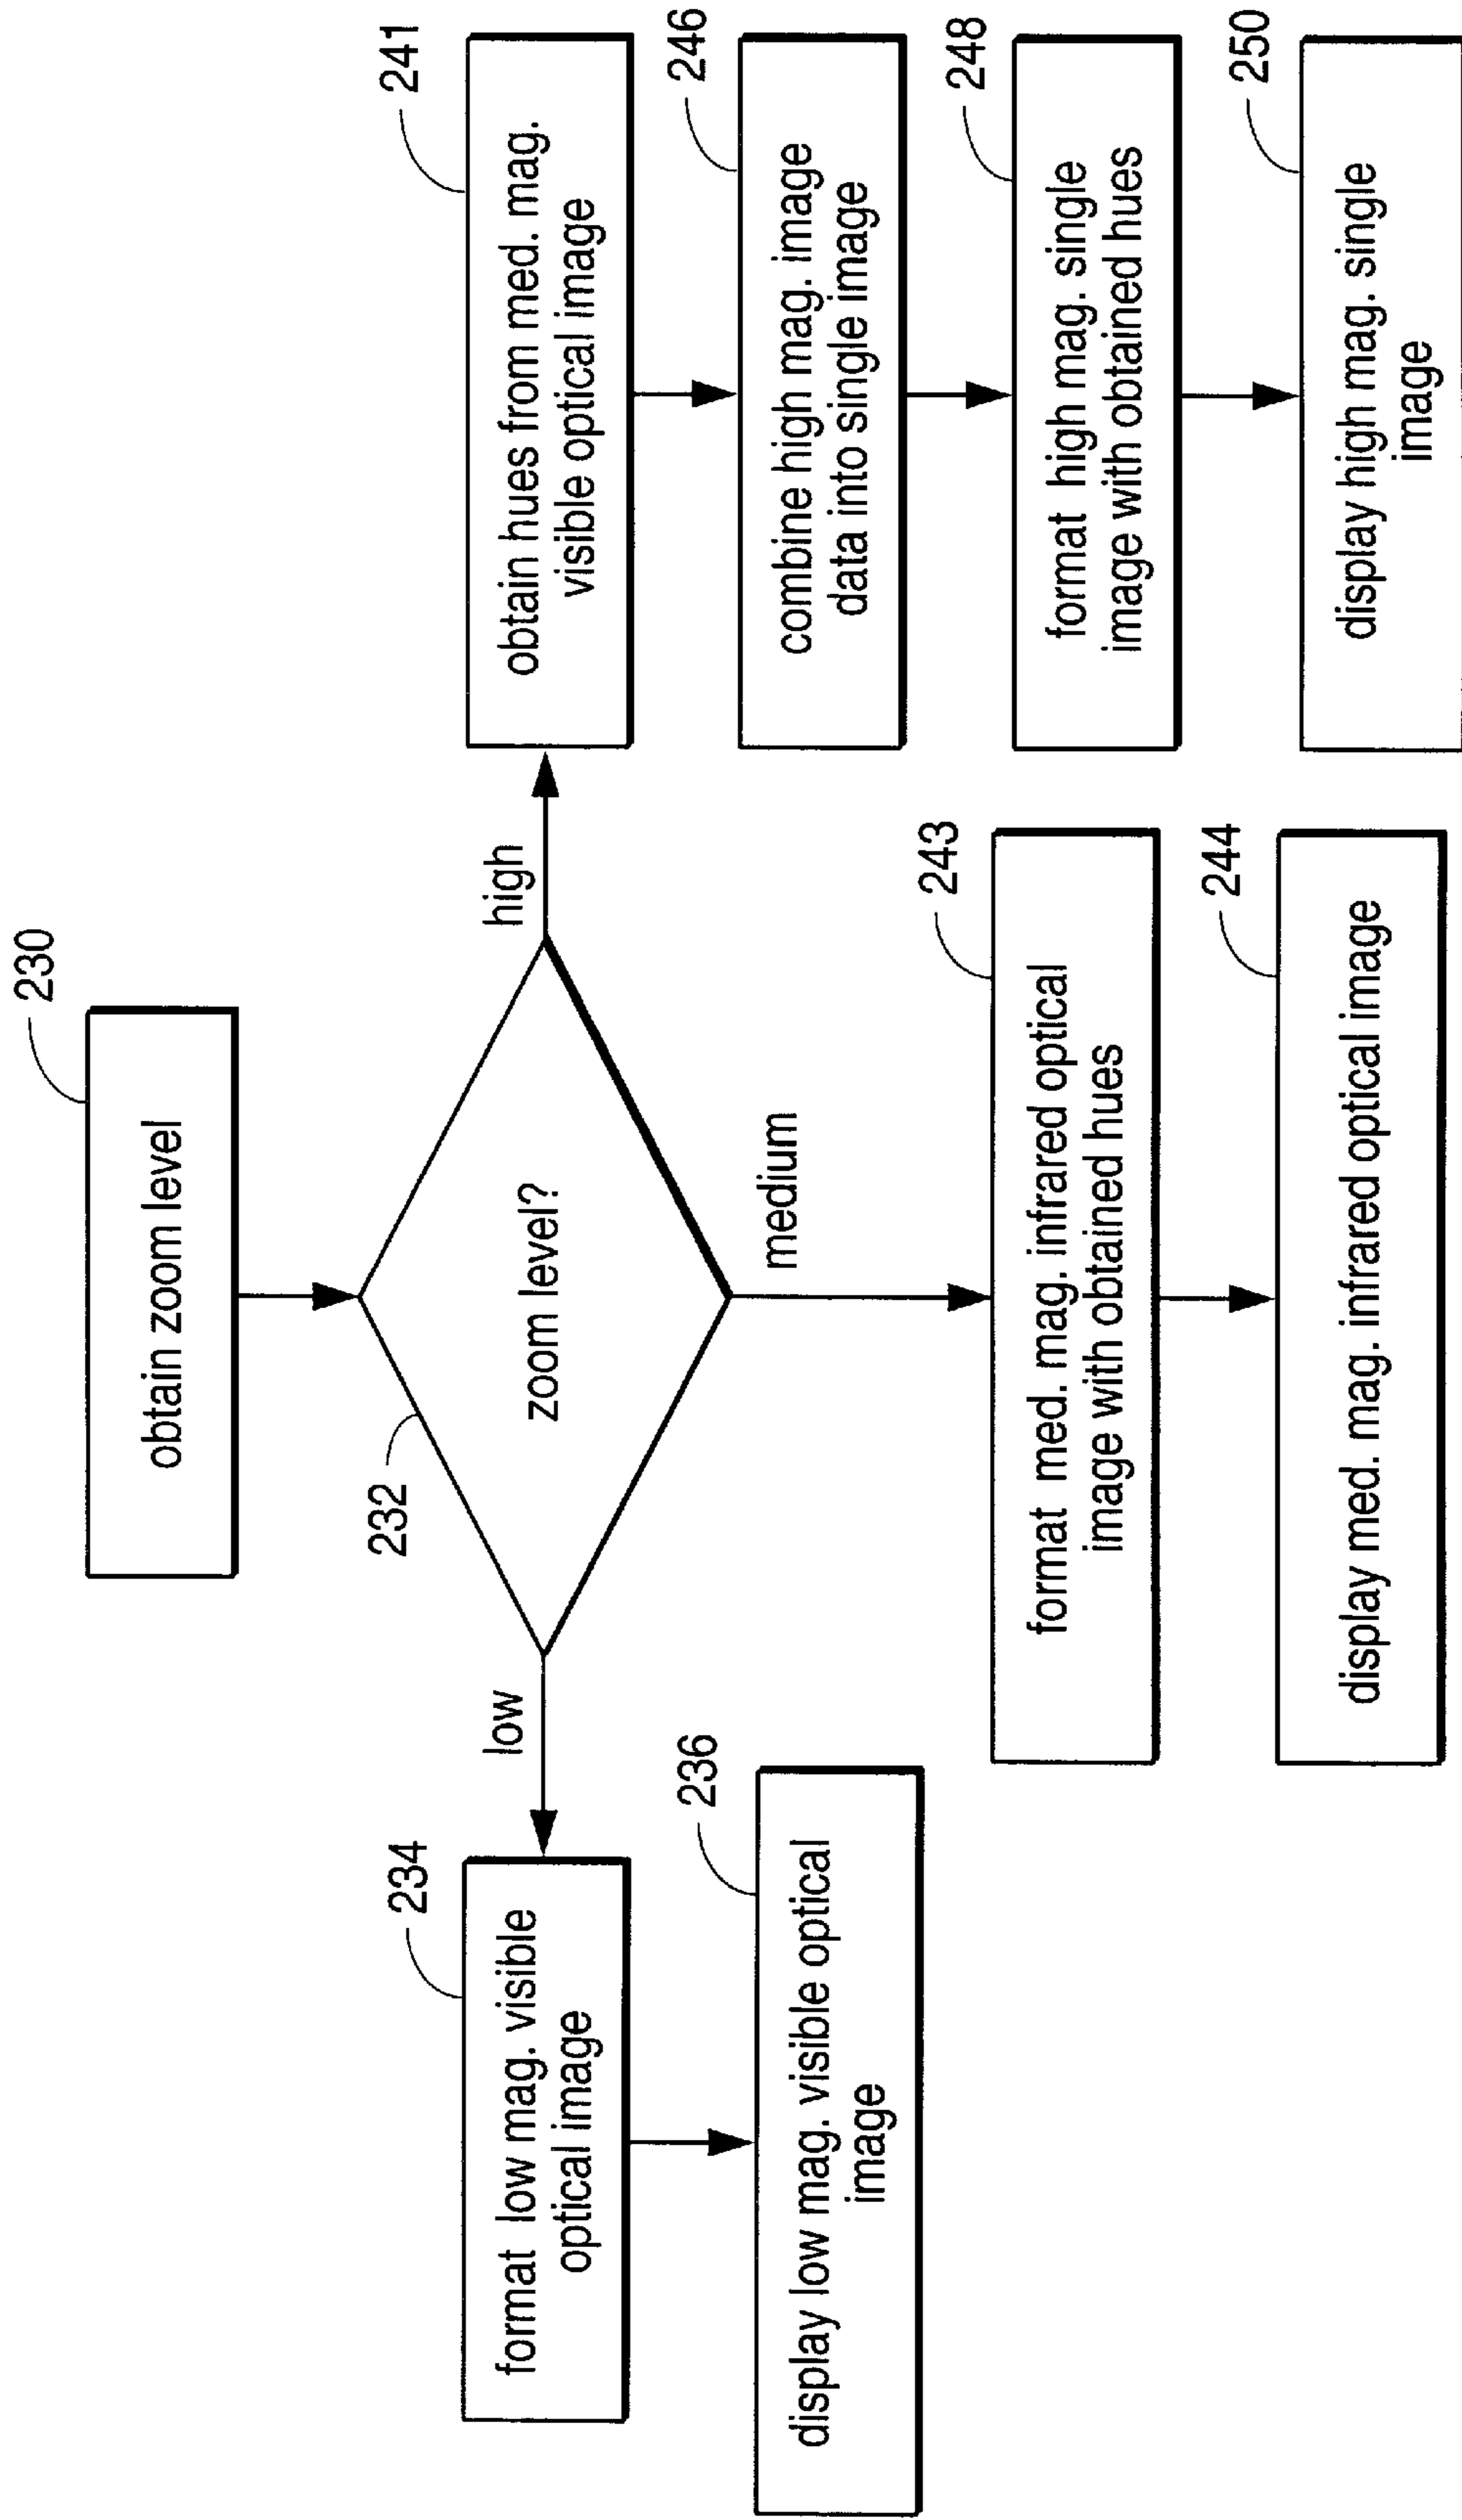 230
obtain zoom level
232
zoom level?
low
high
medium
234
format low mag. visible
optical image
236
display low mag. visible optical
image
243
format med. mag. infrared optical
image with obtained hues
244
display med. mag. infrared optical image
241
obtain hues from med. mag.
visible optical image
246
combine high mag. image
data into single image
248
format high mag. single
image with obtained hues
250
display high mag. single
image